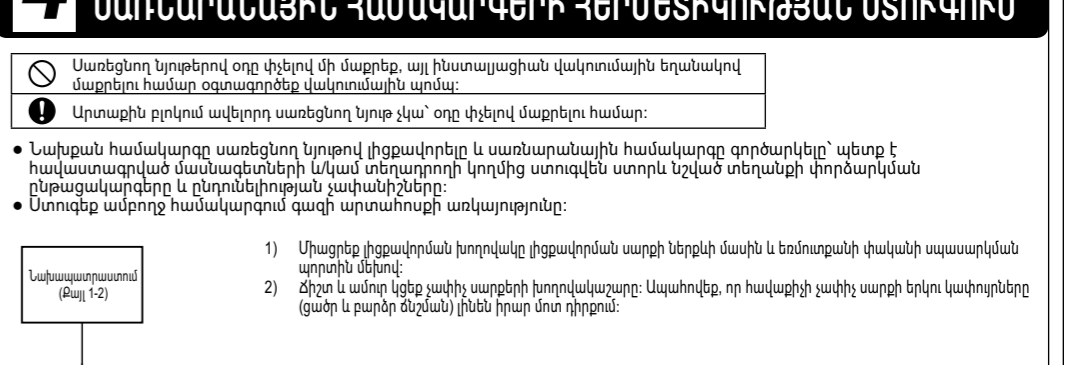 4 ՍԱՌՆԱՐԱՆԱՅԻՆ ՀԱՄԱԿԱՐԳԵՐԻ ՀԵՐՄԵՏԻԿՈՒԹՅԱՆ ՍՏՈՒԳՈՒՄ
Սառեցնող նյութերով օդը փչելով մի մաքրեք, այլ ինստալյացիան վակուումային եղանակով
մաքրելու համար օգտագործեք վակուումային պոմպ:
Արտաքին բլոկում ավելորդ սառեցնող նյութ չկա` օդը փչելով մաքրելու համար:
● Նախքան համակարգը սառեցնող նյութով լիցքավորելը և սառնարանային համակարգը գործարկելը` պետք է
հավաստագրված մասնագետների և/կամ տեղադրողի կողմից ստուգվեն ստորև նշված տեղանքի փորձարկման
ընթացակարգերը և ընդունելիության չափանիշները:
● Ստուգեք ամբողջ համակարգում գազի արտահոսքի առկայությունը:
Նախապատրաստում
(Քայլ 1-2)
1) Միացրեք լիցքավորման խողովակը լիցքավորման սարքի ներքևի մասին և եռմուտքանի փականի սպասարկման
պորտին մեխով:
2) Ճիշտ և ամուր կցեք չափիչ սարքերի խողովակաշարը: Ապահովեք, որ հավաքիչի չափիչ սարքի երկու կափույրները
(ցածր և բարձր ճնշման) լինեն իրար մոտ դիրքում: